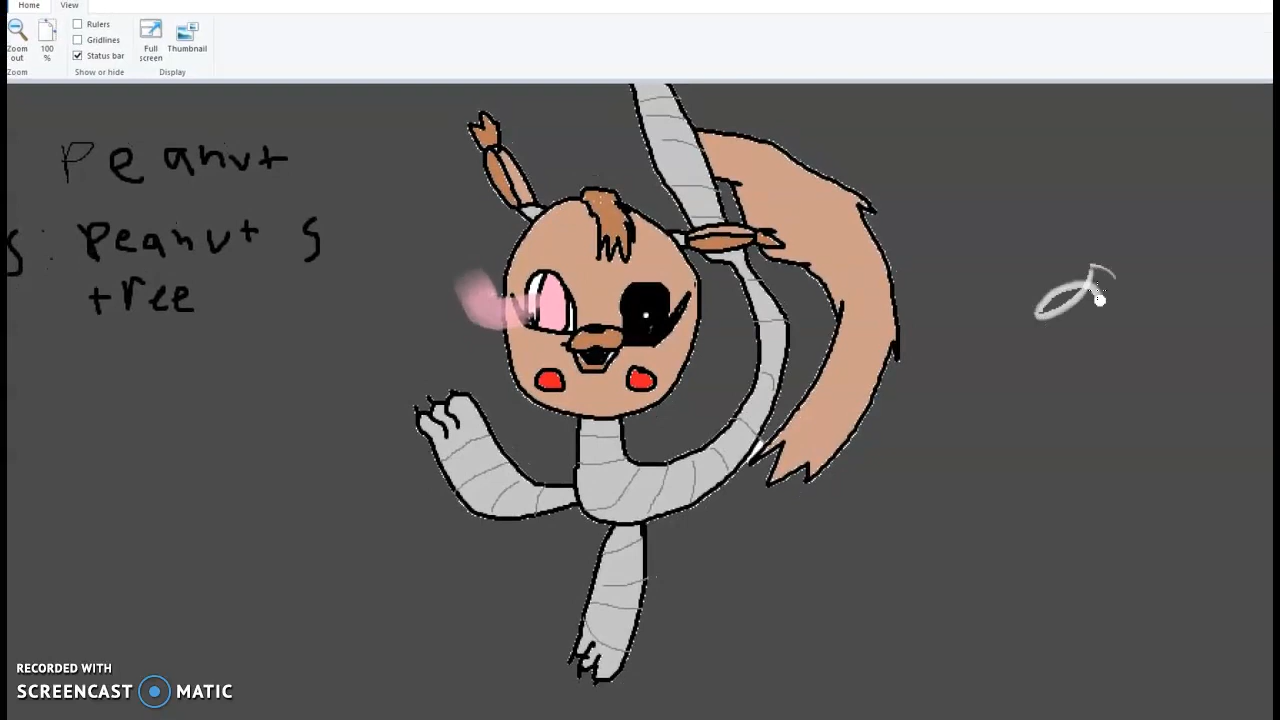 Home View
Rulers
Gridlines
Status bar
Zoom out
100 %
Full screen
Thumbnail
Zoom
Show or hide
Display
Peanut
s: peanut s
tree
RECORDED WITH
SCREENCAST MATIC